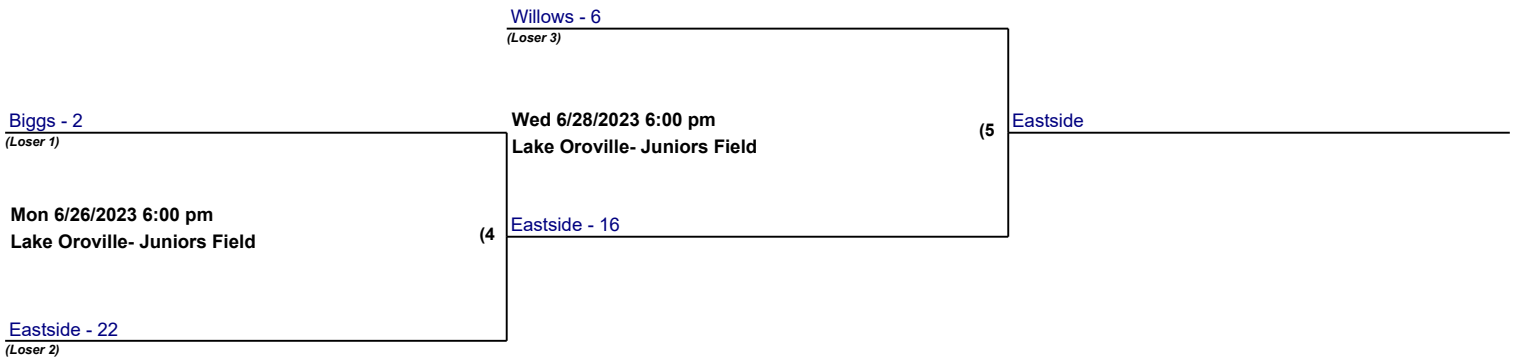 Willows - 6
(Loser 3)
Biggs - 2
(Loser 1)
Wed 6/28/2023 6:00 pm
Lake Oroville- Juniors Field
(5
Eastside
Mon 6/26/2023 6:00 pm
Lake Oroville- Juniors Field
(4
Eastside - 16
Eastside - 22
(Loser 2)